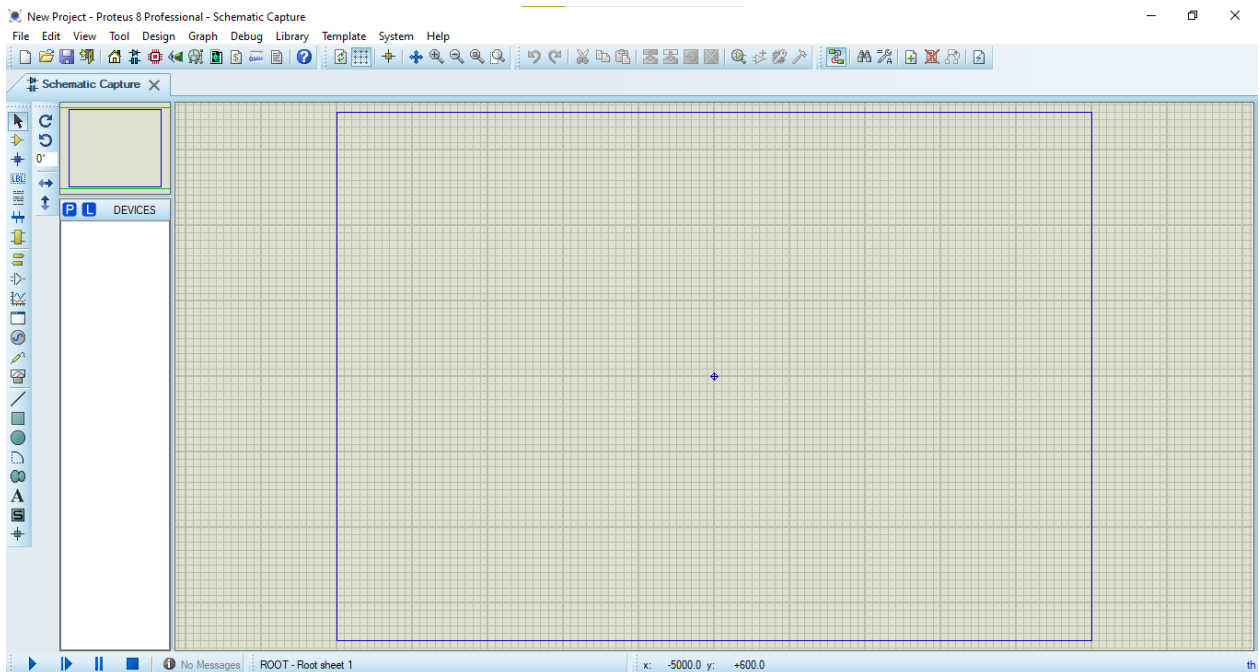 New Project - Proteus 8 Professional - Schematic Capture
File Edit View Tool Design Graph Debug Library Template System Help
Schematic Capture
0°
LBL
P L DEVICES
A
S
No Messages ROOT - Root sheet 1 x: -5000.0 y: +600.0 th